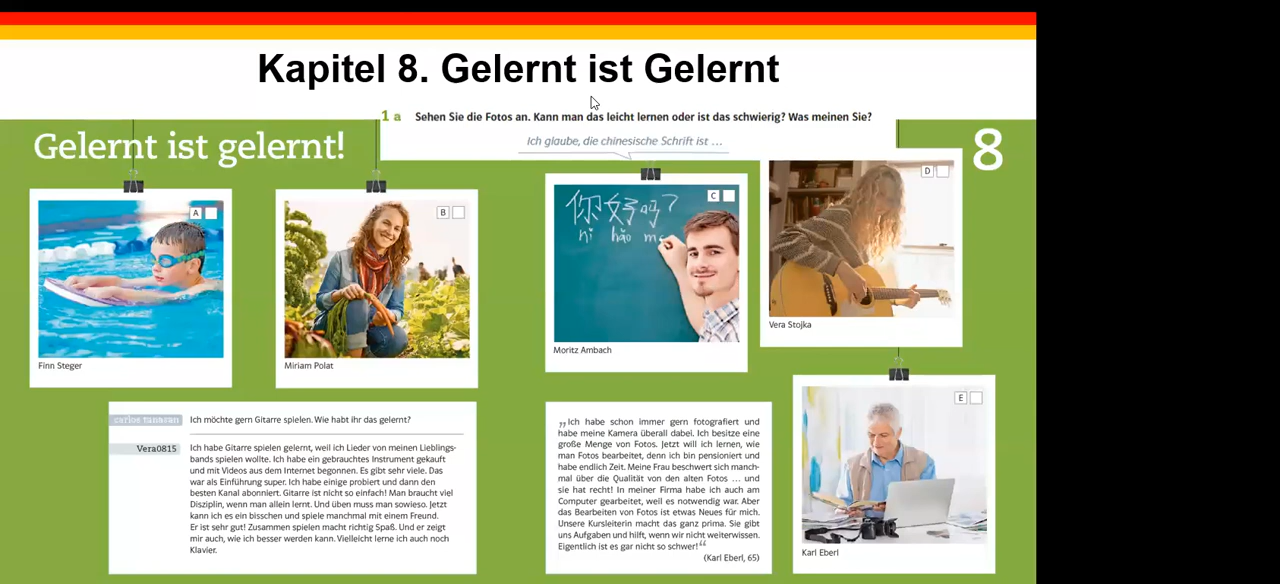 Kapitel 8. Gelernt ist Gelernt
1 a Sehen Sie die Fotos an. Kann man das leicht lernen oder ist das schwierig? Was meinen Sie?
Ich glaube, die chinesische Schrift ist ...
Gelernt ist gelernt!
8
A
Finn Steger
B
Miriam Polat
C
你好吗?
nĭ hăo
Moritz Ambach
D
Vera Stojka
Ich möchte gern Gitarre spielen. Wie habt ihr das gelernt?
Vera0815
Ich habe Gitarre spielen gelernt, weil ich Lieder von meinen Lieblings-
bands spielen wollte. Ich habe ein gebrauchtes Instrument gekauft
und mit Videos aus dem Internet begonnen. Es gibt sehr viele. Das
war als Einführung super. Ich habe einige probiert und dann den
besten Kanal abonniert. Gitarre ist nicht so einfach! Man braucht viel
Disziplin, wenn man allein lernt. Und üben muss man sowieso. Jetzt
kann ich es ein bisschen und spiele manchmal mit einem Freund.
Er ist sehr gut! Zusammen spielen macht richtig Spaß. Und er zeigt
mir auch, wie ich besser werden kann. Vielleicht lerne ich auch noch
Klavier.
„Ich habe schon immer gern fotografiert und
habe meine Kamera überall dabei. Ich besitze eine
große Menge von Fotos. Jetzt will ich lernen, wie
man Fotos bearbeitet, denn ich bin pensioniert und
habe endlich Zeit. Meine Frau beschwert sich manch-
mal über die Qualität von den alten Fotos ... und
sie hat recht! In meiner Firma habe ich auch am
Computer gearbeitet, weil es notwendig war. Aber
das Bearbeiten von Fotos ist etwas Neues für mich.
Unsere Kursleiterin macht das ganz prima. Sie gibt
uns Aufgaben und hilft, wenn wir nicht weiterwissen.
Eigentlich ist es gar nicht so schwer!“
(Karl Eberl, 65)
E
Karl Eberl